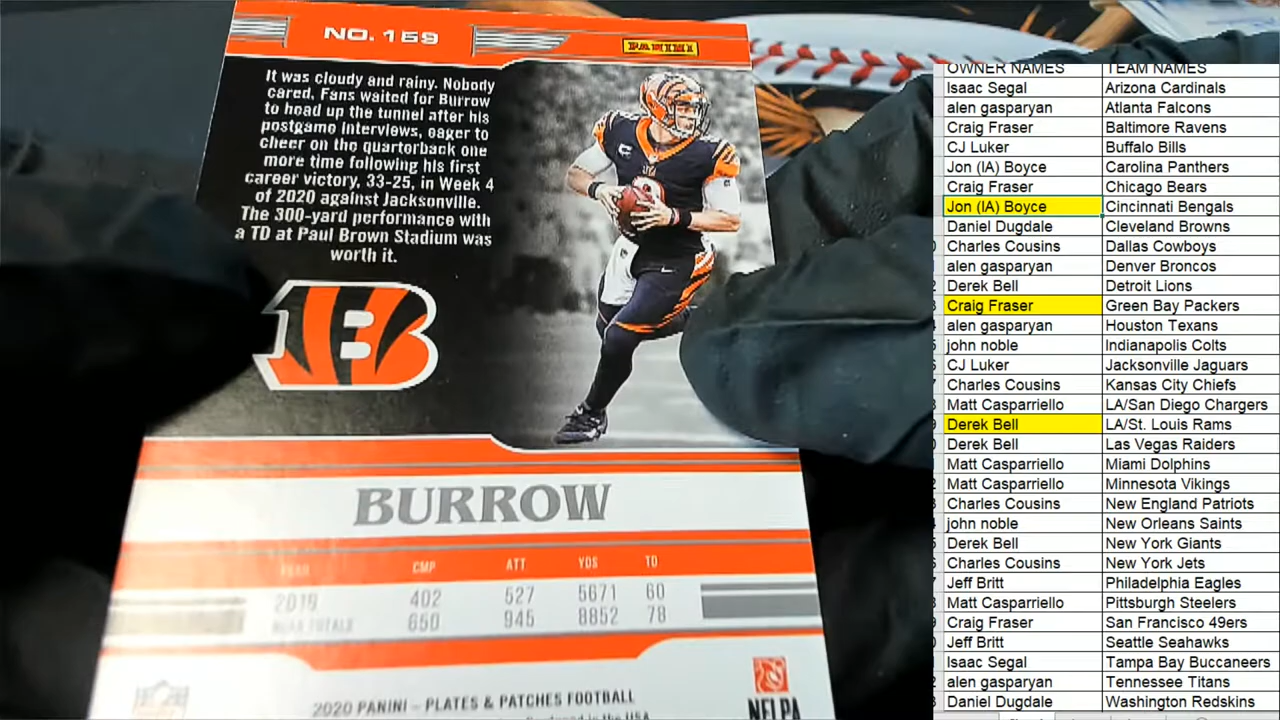 NO. 159
PANINI
It was cloudy and rainy. Nobody
cared. Fans waited for Burrow
to head up the tunnel after his
postgame interviews, eager to
cheer on the quarterback one
more time following his first
career victory, 33-25, in Week 4
of 2020 against Jacksonville.
The 300-yard performance with
a TD at Paul Brown Stadium was
worth it.
B
BURROW
YEAR CMP ATT YDS TD
2019 402 527 5671 60
650 945 8852 78
2020 PANINI – PLATES & PATCHES FOOTBALL
in the USA
NFLPA
OWNER NAMES TEAM NAMES
Isaac Segal Arizona Cardinals
alen gasparyan Atlanta Falcons
Craig Fraser Baltimore Ravens
CJ Luker Buffalo Bills
Jon (IA) Boyce Carolina Panthers
Craig Fraser Chicago Bears
Jon (IA) Boyce Cincinnati Bengals
Daniel Dugdale Cleveland Browns
Charles Cousins Dallas Cowboys
alen gasparyan Denver Broncos
Derek Bell Detroit Lions
Craig Fraser Green Bay Packers
alen gasparyan Houston Texans
john noble Indianapolis Colts
CJ Luker Jacksonville Jaguars
Charles Cousins Kansas City Chiefs
Matt Casparriello LA/San Diego Chargers
Derek Bell LA/St. Louis Rams
Derek Bell Las Vegas Raiders
Matt Casparriello Miami Dolphins
Matt Casparriello Minnesota Vikings
Charles Cousins New England Patriots
john noble New Orleans Saints
Derek Bell New York Giants
Charles Cousins New York Jets
Jeff Britt Philadelphia Eagles
Matt Casparriello Pittsburgh Steelers
Craig Fraser San Francisco 49ers
Jeff Britt Seattle Seahawks
Isaac Segal Tampa Bay Buccaneers
alen gasparyan Tennessee Titans
Daniel Dugdale Washington Redskins